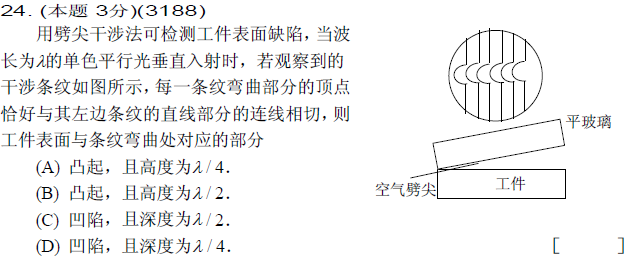 24. (本题 3分)(3188)
用劈尖干涉法可检测工件表面缺陷，当波
长为λ的单色平行光垂直入射时，若观察到的
干涉条纹如图所示，每一条纹弯曲部分的顶点
恰好与其左边条纹的直线部分的连线相切，则
工件表面与条纹弯曲处对应的部分
(A) 凸起，且高度为λ / 4．
(B) 凸起，且高度为λ / 2．
(C) 凹陷，且深度为λ / 2．
(D) 凹陷，且深度为λ / 4．
平玻璃
工件
空气劈尖
[ ]